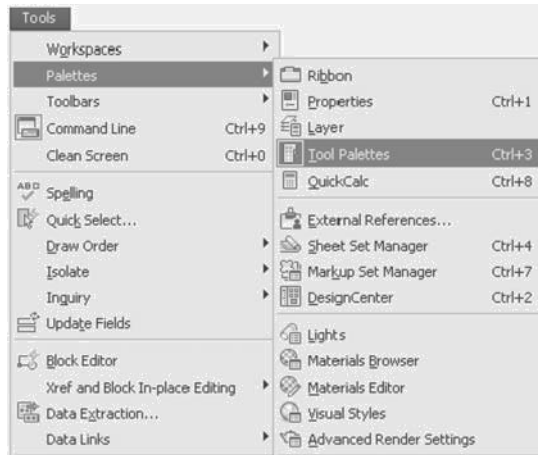 Tools
Workspaces
Palettes
Toolbars
Command Line Ctrl+9
Clean Screen Ctrl+0
ABC Spelling
Quick Select...
Draw Order
Isolate
Inquiry
Update Fields
Block Editor
Xref and Block In-place Editing
Data Extraction...
Data Links
Ribbon
Properties Ctrl+1
Layer
Tool Palettes Ctrl+3
QuickCalc Ctrl+8
External References...
Sheet Set Manager Ctrl+4
Markup Set Manager Ctrl+7
DesignCenter Ctrl+2
Lights
Materials Browser
Materials Editor
Visual Styles
Advanced Render Settings